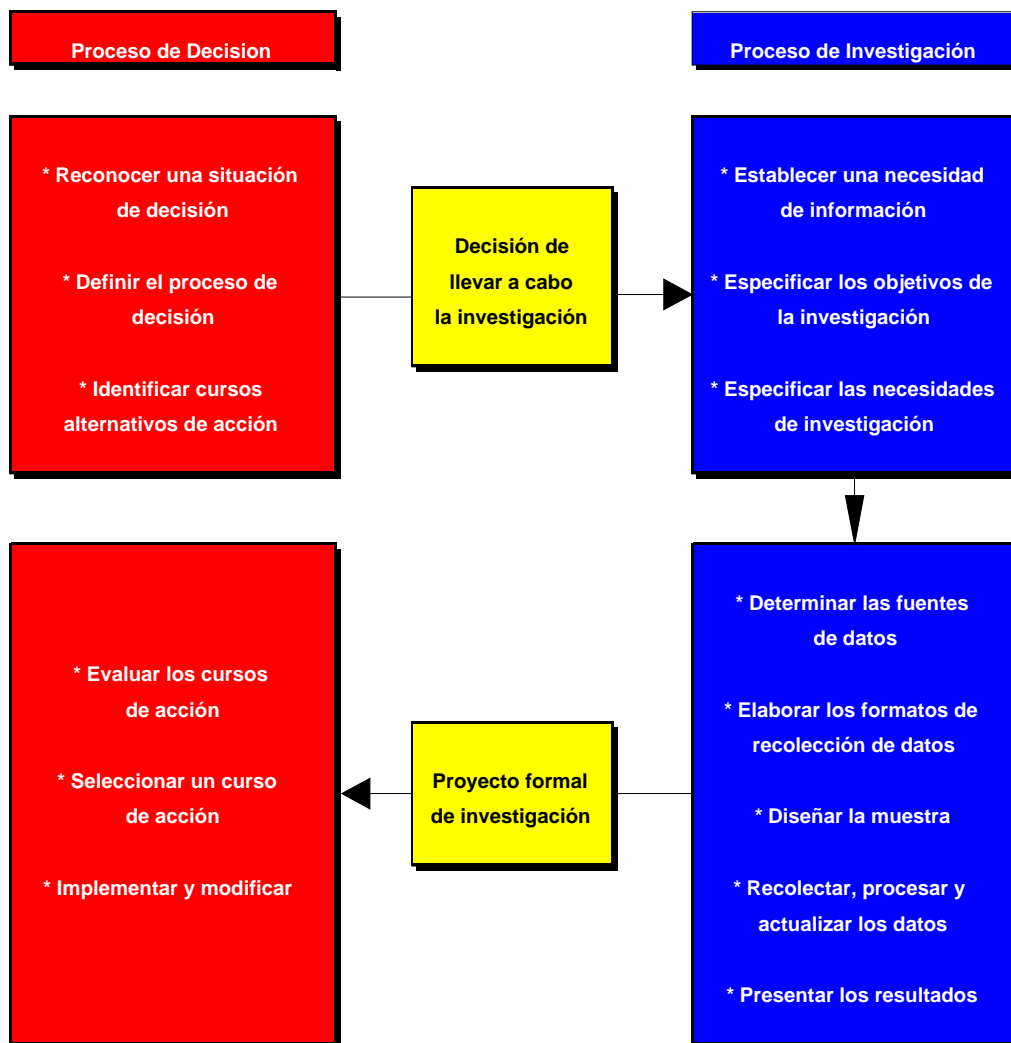 Proceso de Decision
Proceso de Investigación
* Reconocer una situación
de decisión
* Definir el proceso de
decisión
* Identificar cursos
alternativos de acción
Decisión de
llevar a cabo
la investigación
* Establecer una necesidad
de información
* Especificar los objetivos de
la investigación
* Especificar las necesidades
de investigación
* Determinar las fuentes
de datos
* Elaborar los formatos de
recolección de datos
* Diseñar la muestra
* Recolectar, procesar y
actualizar los datos
* Presentar los resultados
Proyecto formal
de investigación
* Evaluar los cursos
de acción
* Seleccionar un curso
de acción
* Implementar y modificar